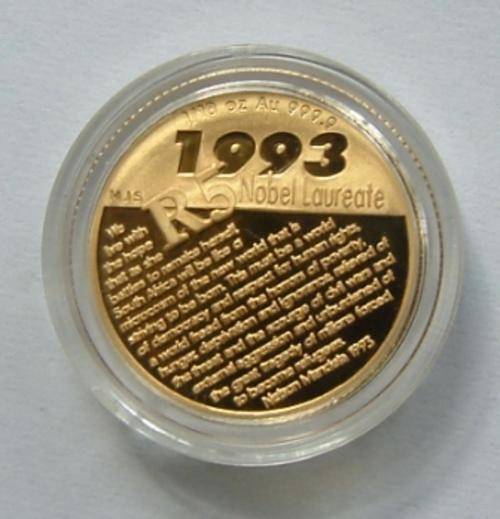 1/10 oz Au 999.9
1993
M.J.S
R5 Nobel Laureate
We
live with
the hope
that as she
battles to remake herself,
South Africa will be like a
microcosm of the new world that is
striving to be born. This must be a world
of democracy and respect for human rights,
a world freed from the horrors of poverty,
hunger, deprivation and ignorance, relieved of
the threat and the scourge of civil wars and
external aggression and unburdened of
the great tragedy of millions forced
to become refugees.
Nelson Mandela 1993